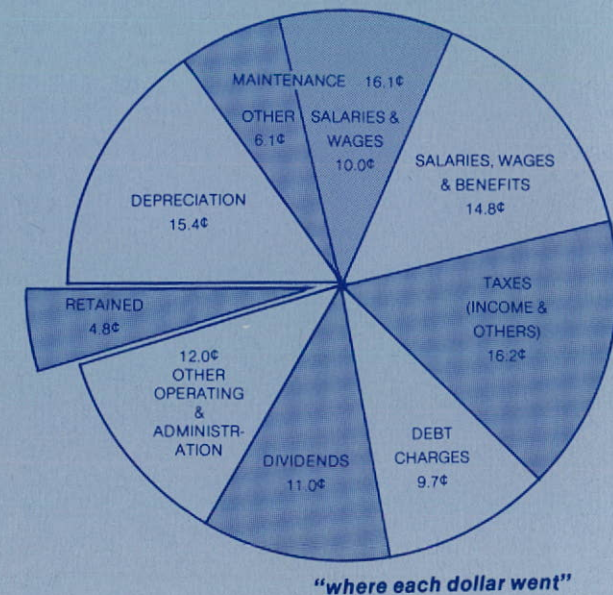 MAINTENANCE 16.1¢
OTHER
6.1¢
SALARIES &
WAGES
10.0¢
SALARIES, WAGES
& BENEFITS
14.8¢
TAXES
(INCOME &
OTHERS)
16.2¢
DEBT
CHARGES
9.7¢
DIVIDENDS
11.0¢
12.0¢
OTHER
OPERATING
&
ADMINISTR-
ATION
RETAINED
4.8¢
DEPRECIATION
15.4¢
"where each dollar went"